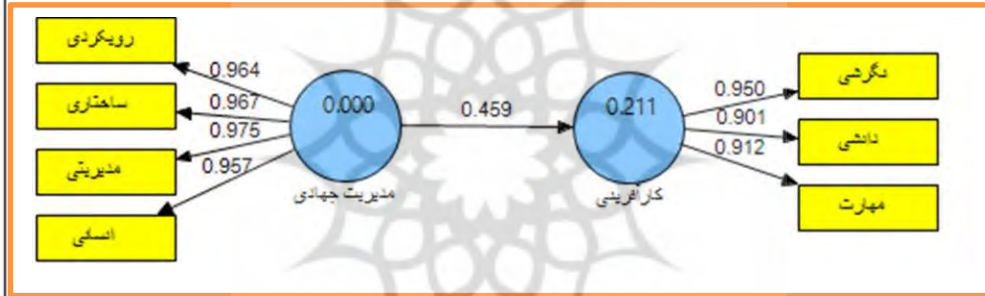 رویکردی
ساختاری
مدیریتی
انسانی
0.964
0.967
0.975
0.957
0.000
مدیریت جهادی
0.459
0.211
کارآفرینی
0.950
0.901
0.912
نگرشی
دانشی
مهارت